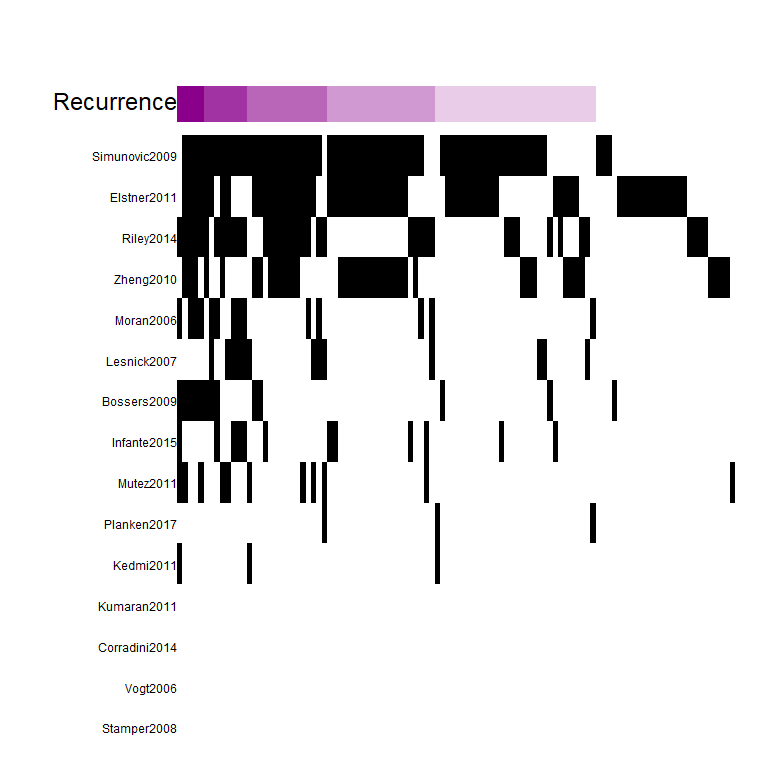 Recurrence
Simunovic2009
Elstner2011
Riley2014
Zheng2010
Moran2006
Lesnick2007
Bossers2009
Infante2015
Mutez2011
Planken2017
Kedmi2011
Kumaran2011
Corradini2014
Vogt2006
Stamper2008